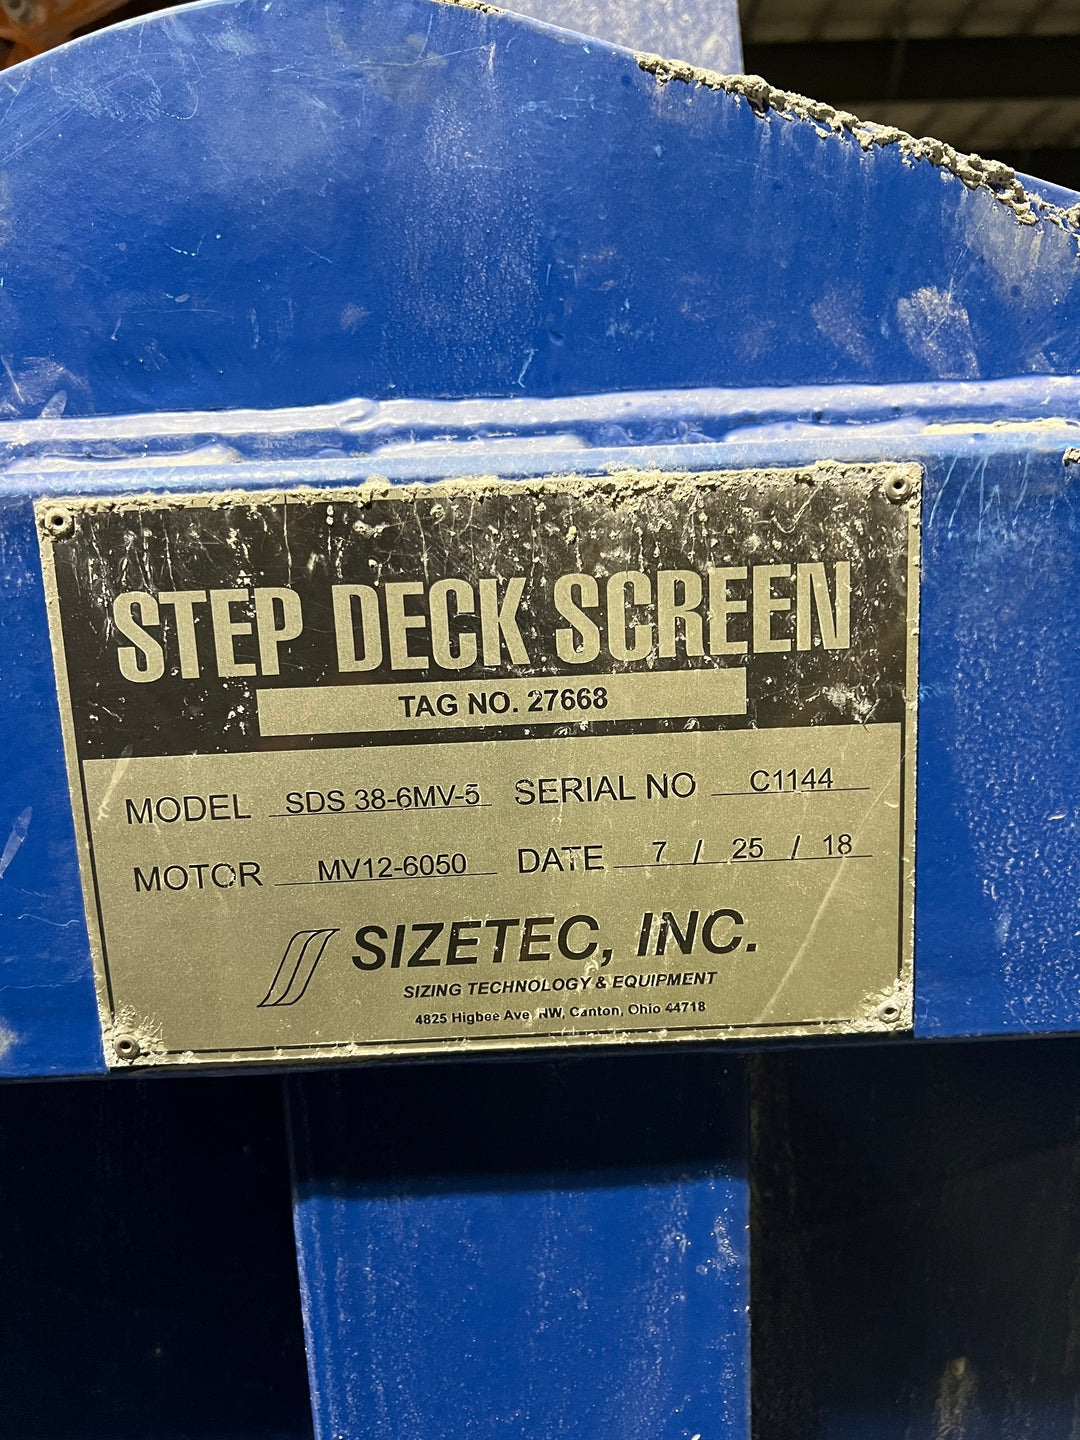 STEP DECK SCREEN
TAG NO. 27668
MODEL SDS 38-6MV-5 SERIAL NO C1144
MOTOR MV12-6050 DATE 7 / 25 / 18
SIZETEC, INC.
SIZING TECHNOLOGY & EQUIPMENT
4825 Higbee Ave, NW, Canton, Ohio 44718